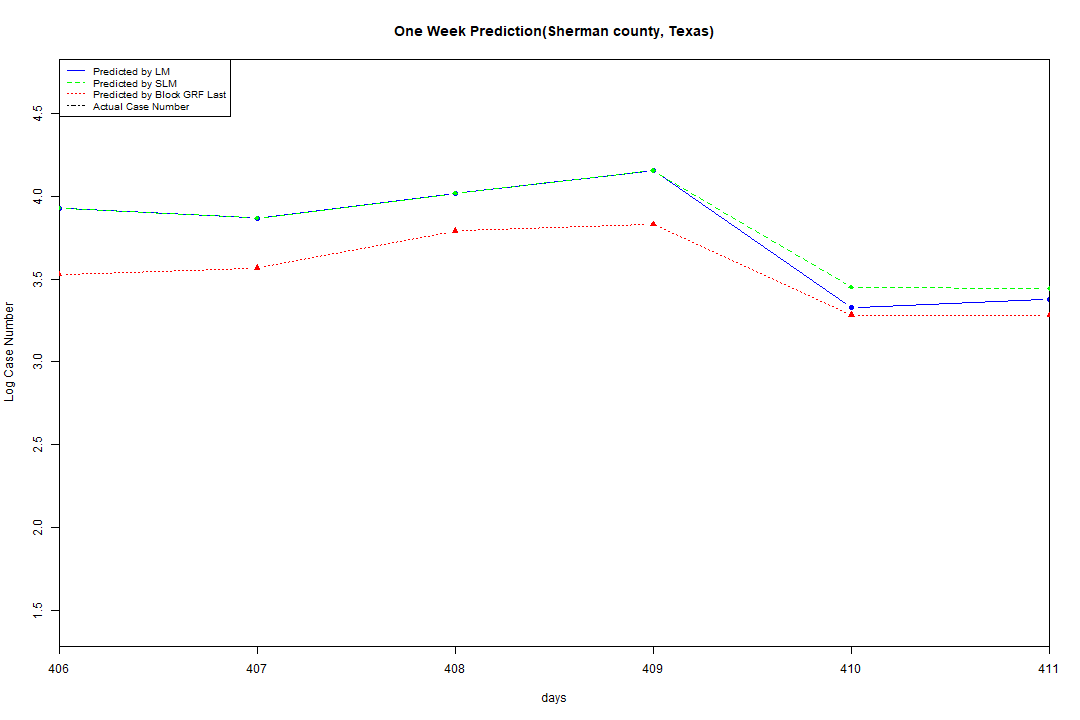 One Week Prediction(Sherman county, Texas)
Predicted by LM
Predicted by SLM
Predicted by Block GRF Last
Actual Case Number
Log Case Number
4.5
4.0
3.5
3.0
2.5
2.0
1.5
406 407 408 409 410 411
days